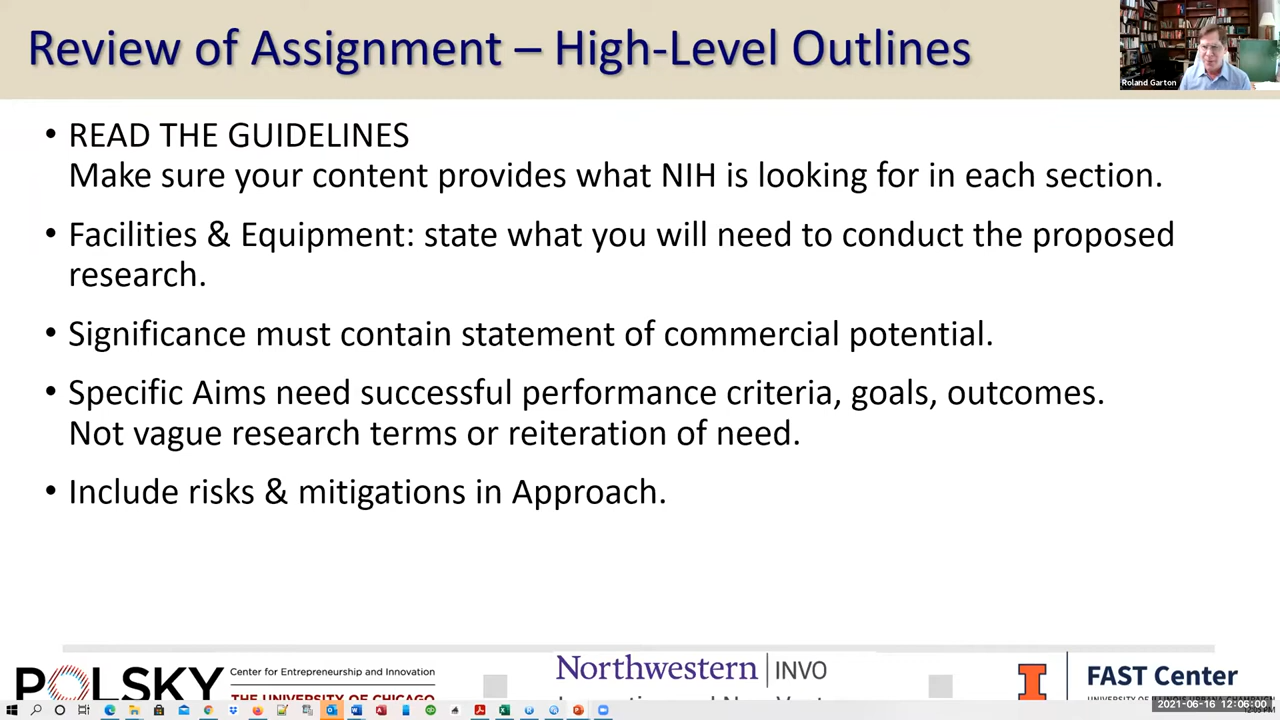 Review of Assignment – High-Level Outlines
Roland Garton
• READ THE GUIDELINES
Make sure your content provides what NIH is looking for in each section.
• Facilities & Equipment: state what you will need to conduct the proposed
research.
• Significance must contain statement of commercial potential.
• Specific Aims need successful performance criteria, goals, outcomes.
Not vague research terms or reiteration of need.
• Include risks & mitigations in Approach.
POLSKY
Center for Entrepreneurship and Innovation
THE UNIVERSITY OF CHICAGO
Northwestern | INVO
FAST Center
2021-06-16 12:06:00